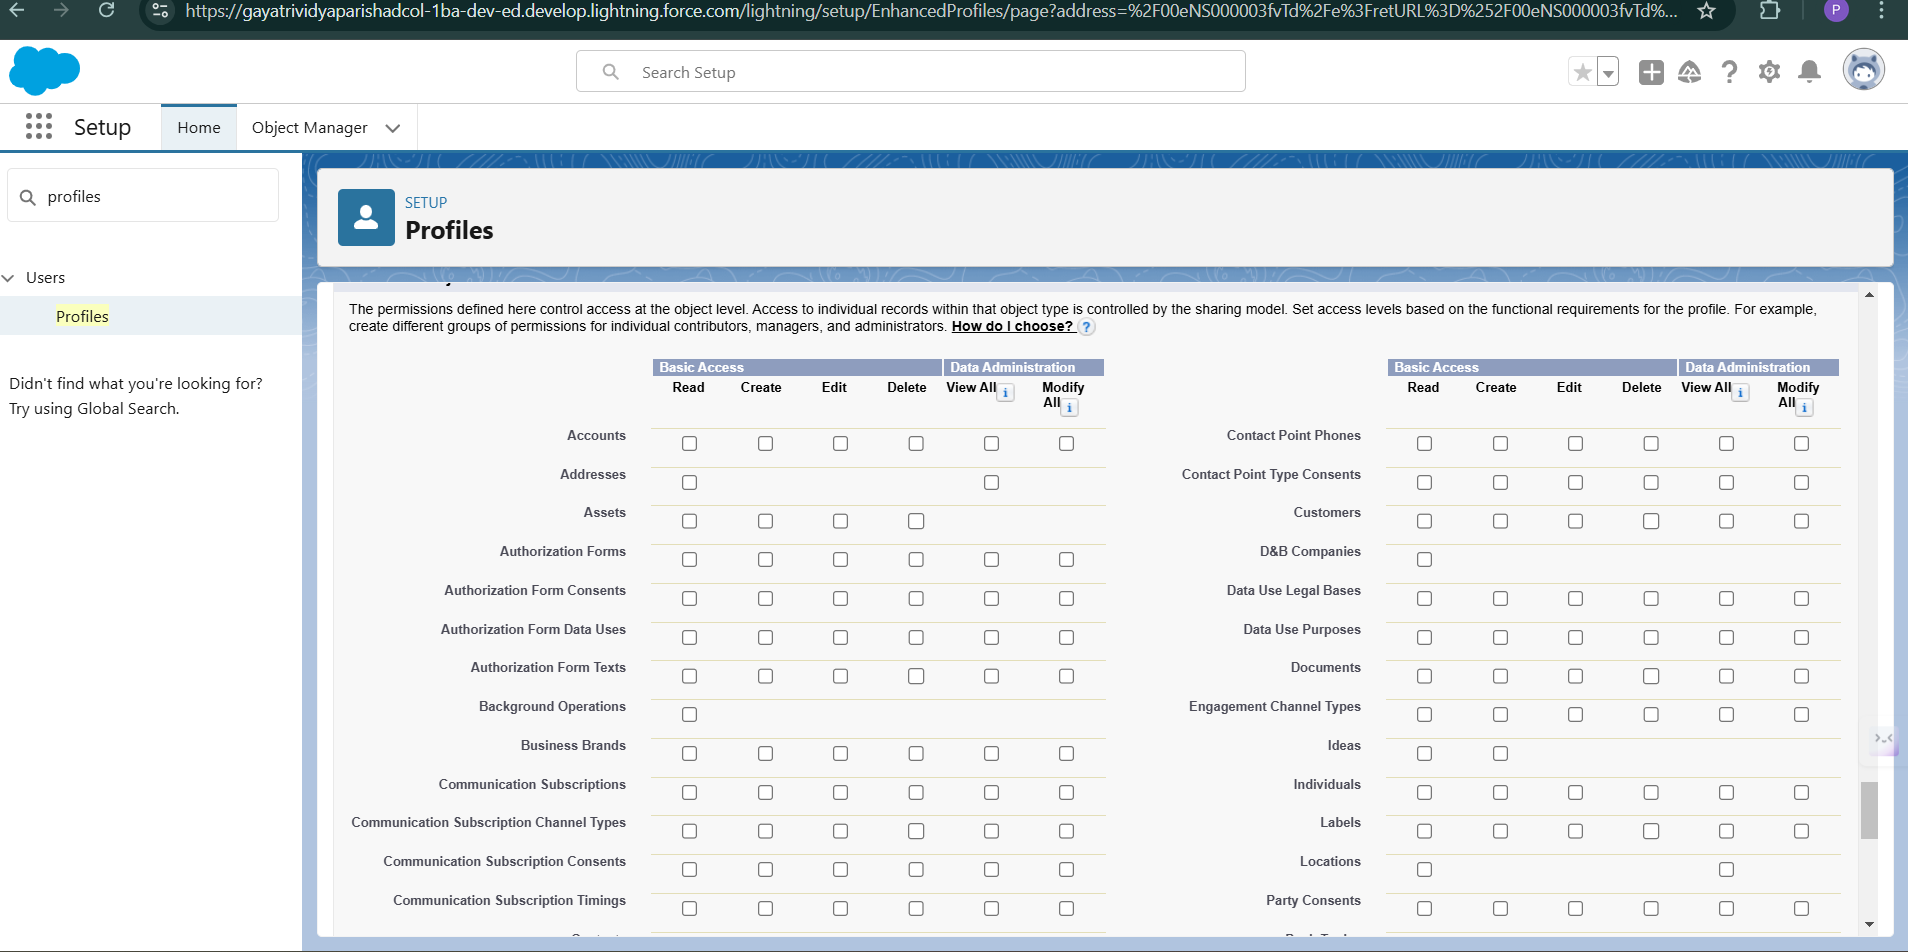 https://gayatrividyaparishadcol-1ba-dev-ed.develop.lightning.force.com/lightning/setup/EnhancedProfiles/page?address=%2F00eNS000003fvTd%2Fe%3FretURL%3D%252F00eNS000003fvTd%...
P
Search Setup
Setup
Home
Object Manager
profiles
Users
Profiles
Didn't find what you're looking for?
Try using Global Search.
SETUP
Profiles
The permissions defined here control access at the object level. Access to individual records within that object type is controlled by the sharing model. Set access levels based on the functional requirements for the profile. For example,
create different groups of permissions for individual contributors, managers, and administrators. How do I choose? ?
Basic Access Data Administration
Read Create Edit Delete View All i Modify All i
Accounts
Addresses
Assets
Authorization Forms
Authorization Form Consents
Authorization Form Data Uses
Authorization Form Texts
Background Operations
Business Brands
Communication Subscriptions
Communication Subscription Channel Types
Communication Subscription Consents
Communication Subscription Timings
Basic Access Data Administration
Read Create Edit Delete View All i Modify All i
Contact Point Phones
Contact Point Type Consents
Customers
D&B Companies
Data Use Legal Bases
Data Use Purposes
Documents
Engagement Channel Types
Ideas
Individuals
Labels
Locations
Party Consents